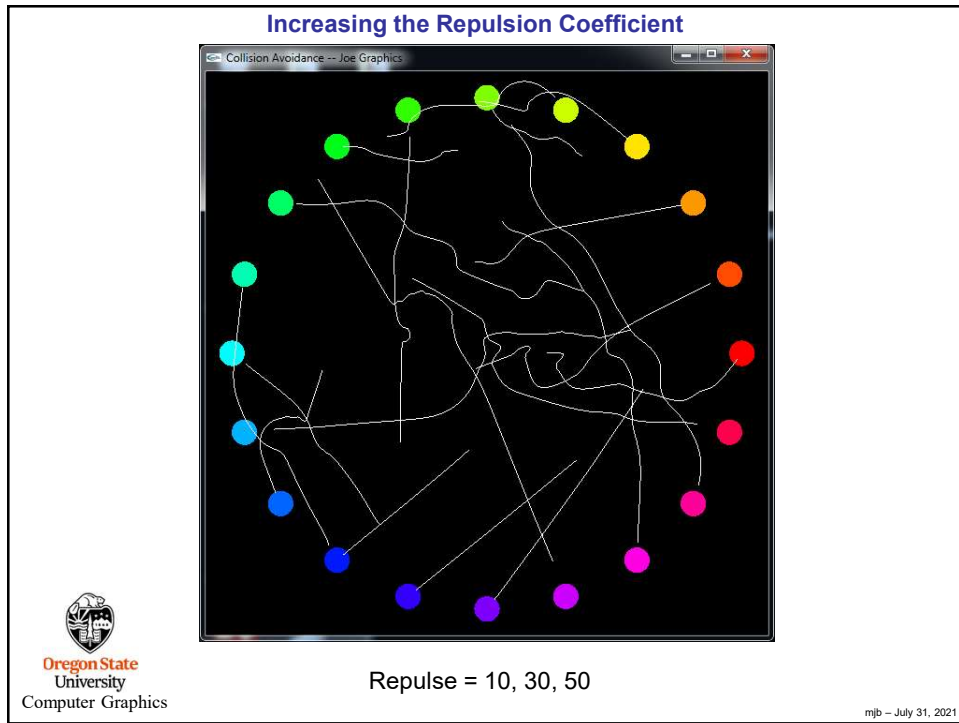 Increasing the Repulsion Coefficient
Collision Avoidance -- Joe Graphics
Repulse = 10, 30, 50
Oregon State
University
Computer Graphics
mjb – July 31, 2021